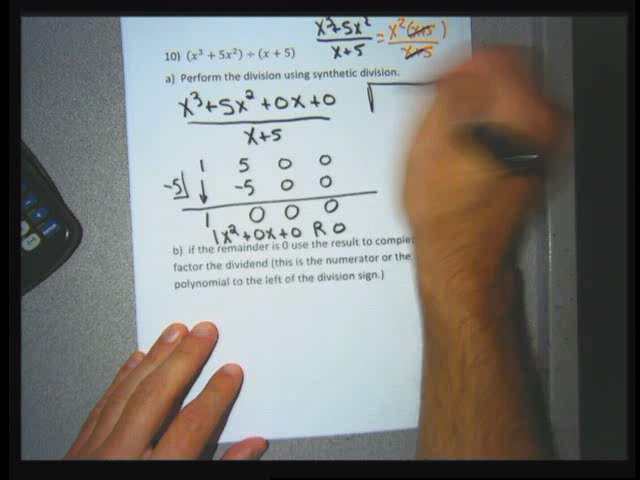 10) (x³ + 5x²) ÷ (x + 5)
x³+5x² / x+5 = x²(x+5) / x+5
a) Perform the division using synthetic division.
x³+5x²+0x+0
x+5
1 5 0 0
-5 ↓ -5 0 0
1 0 0 0
1x²+0x+0 R 0
b) if the remainder is 0 use the result to
factor the dividend (this is the numerator or the
polynomial to the left of the division sign.)